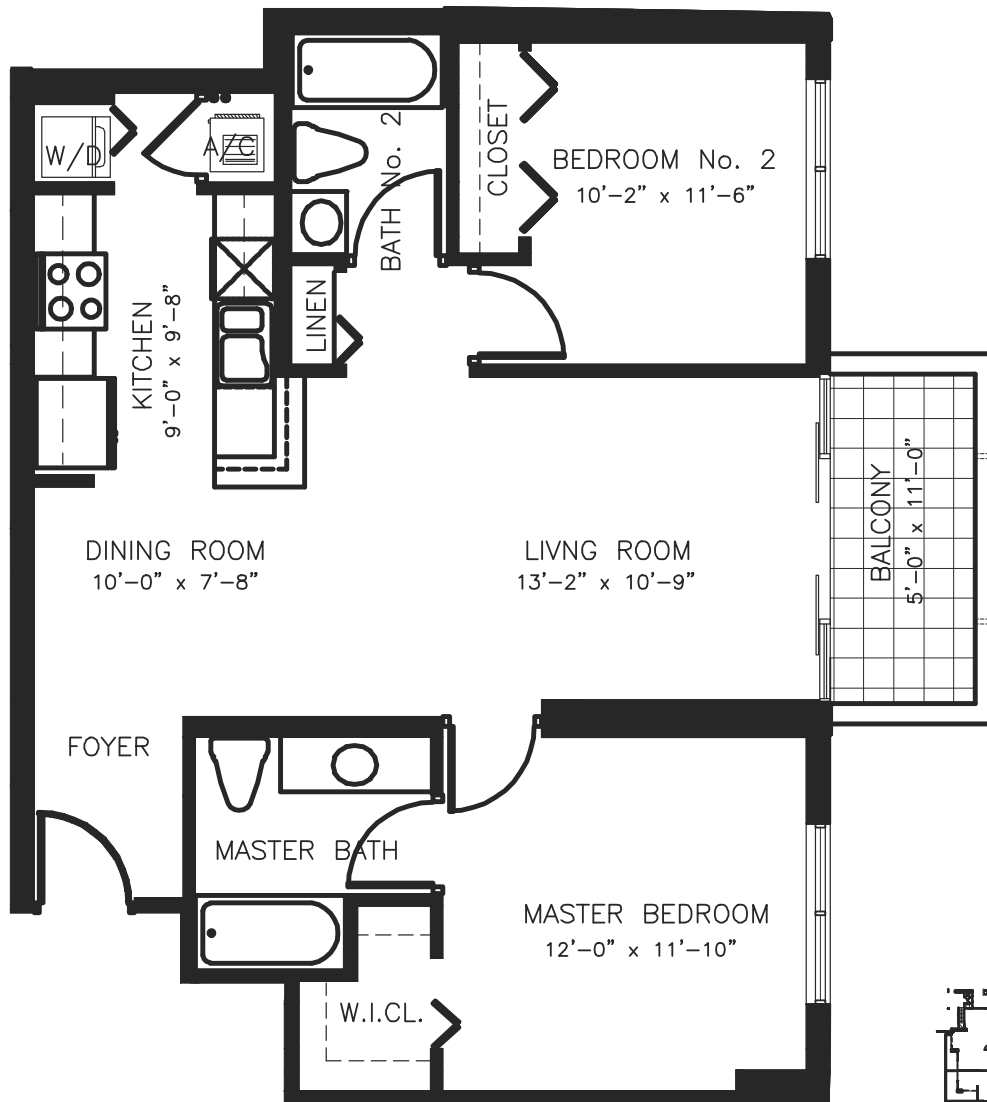 W/D
A/C
BATH No. 2
CLOSET
BEDROOM No. 2
10'-2" x 11'-6"
LINEN
KITCHEN
9'-0" x 9'-8"
DINING ROOM
10'-0" x 7'-8"
LIVNG ROOM
13'-2" x 10'-9"
BALCONY
5'-0" x 11'-0"
FOYER
MASTER BATH
MASTER BEDROOM
12'-0" x 11'-10"
W.I.CL.